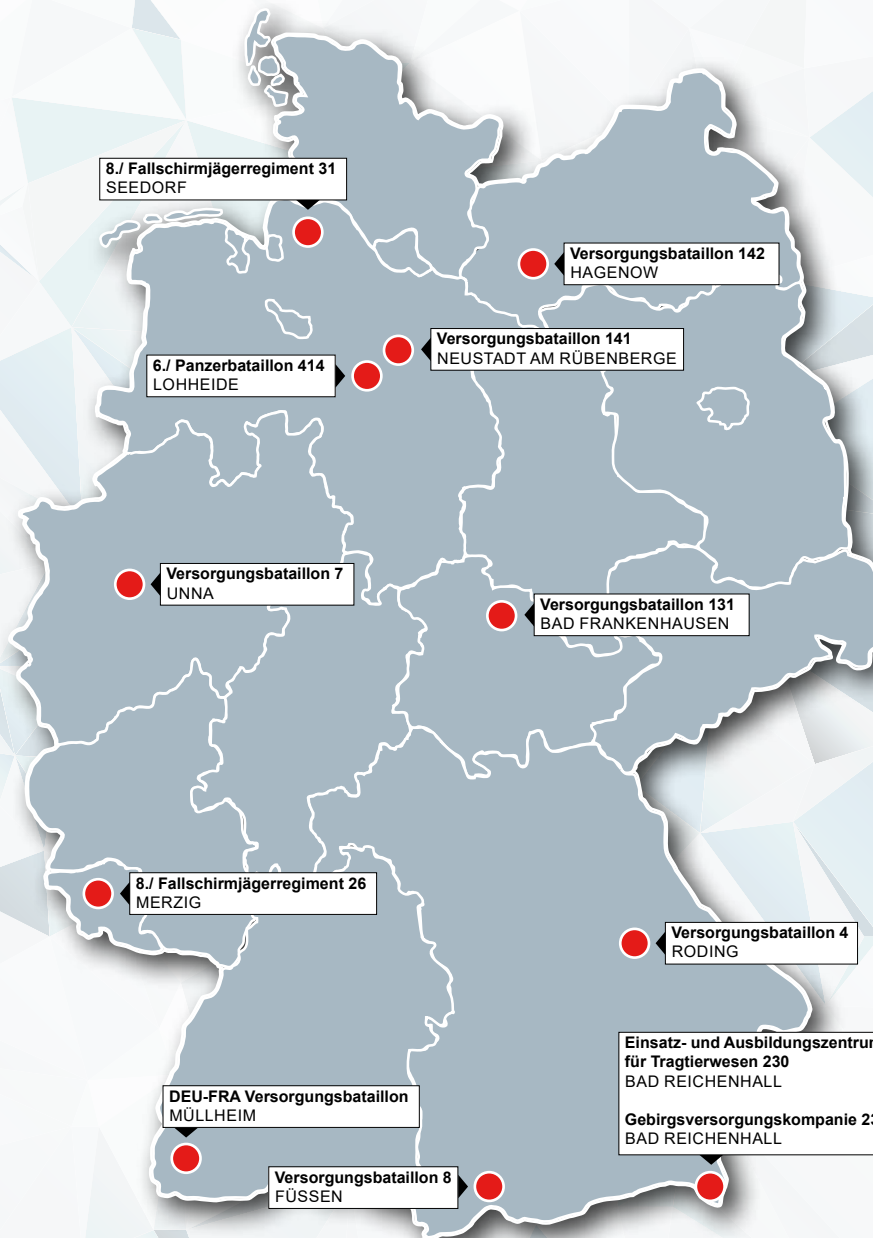 8./ Fallschirmjägerregiment 31
SEEDORF
Versorgungsbataillon 142
HAGENOW
Versorgungsbataillon 141
NEUSTADT AM RÜBENBERGE
6./ Panzerbataillon 414
LOHHEIDE
Versorgungsbataillon 7
UNNA
Versorgungsbataillon 131
BAD FRANKENHAUSEN
8./ Fallschirmjägerregiment 26
MERZIG
Versorgungsbataillon 4
RODING
Einsatz- und Ausbildungszentrum
für Tragtierwesen 230
BAD REICHENHALL
Gebirgsversorgungskompanie
BAD REICHENHALL
DEU-FRA Versorgungsbataillon
MÜLLHEIM
Versorgungsbataillon 8
FÜSSEN